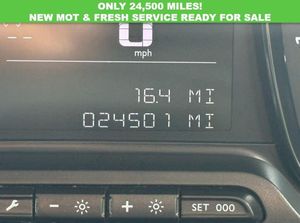 ONLY 24,500 MILES!
NEW MOT & FRESH SERVICE READY FOR SALE
0
mph
16.4 MI
024501 MI
SET 000